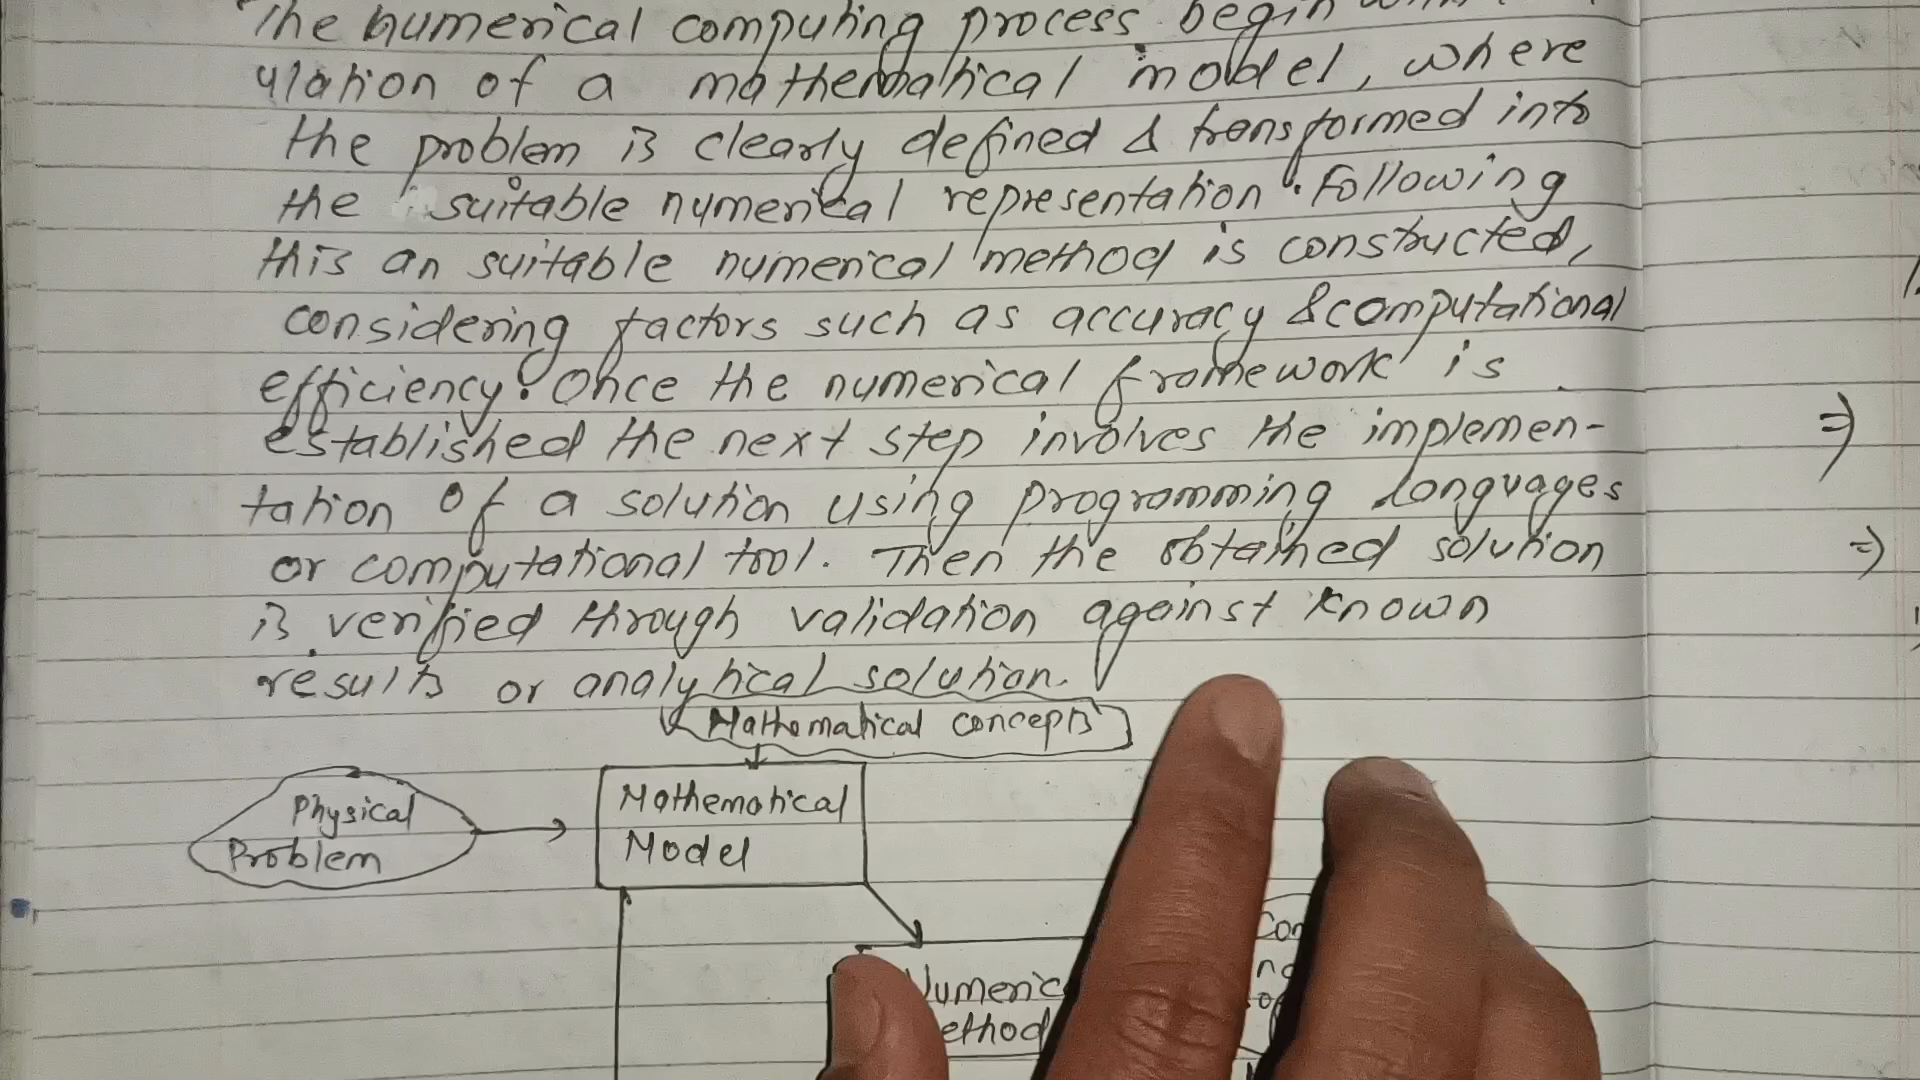 The numerical computing process begin
ulation of a mathematical model, where
the problem is clearly defined & transformed into
the suitable numerical representation. Following
this an suitable numerical method is constructed,
considering factors such as accuracy & computational
efficiency. Once the numerical framework is
established the next step involves the implemen-
tation of a solution using programming languages
or computational tool. Then the obtained solution
is verified through validation against known
results or analytical solution.
Mathematical concepts
Physical
Problem
Mathematical
Model